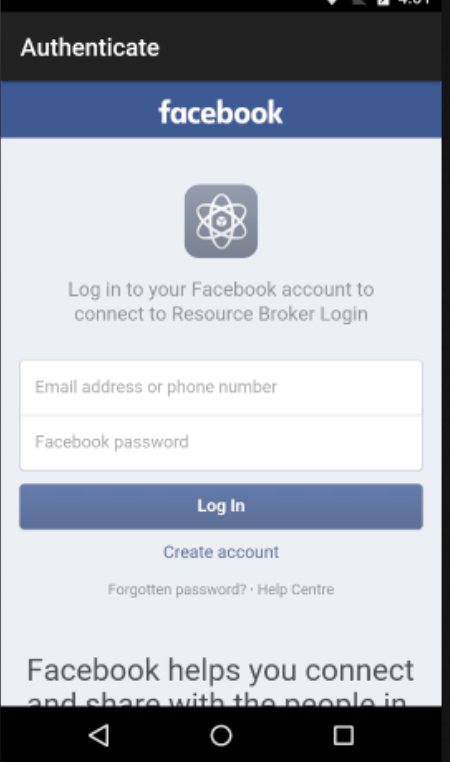 Authenticate
facebook
Log in to your Facebook account to
connect to Resource Broker Login
Email address or phone number
Facebook password
Log In
Create account
Forgotten password? · Help Centre
Facebook helps you connect
and share with the people in